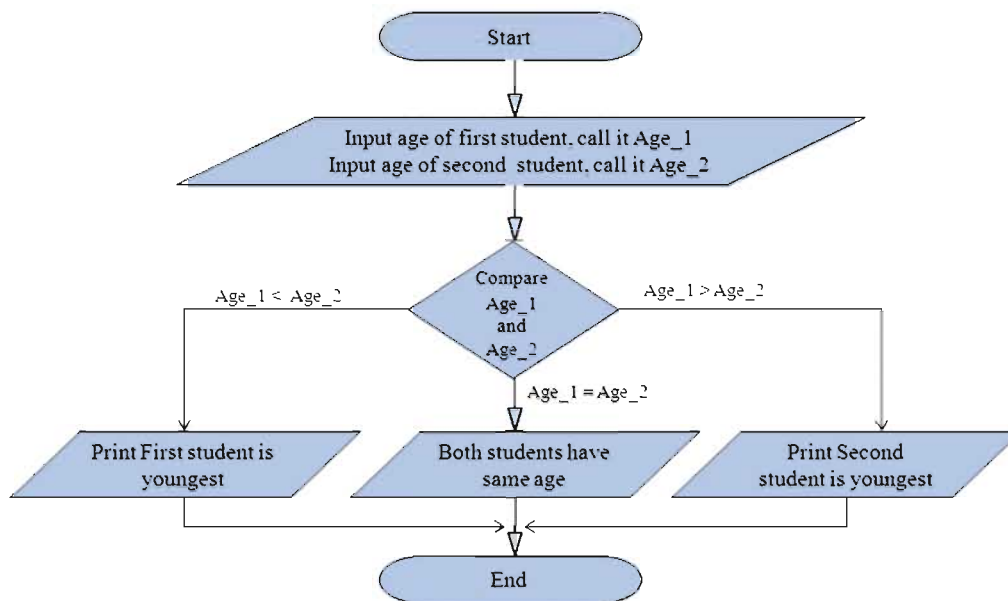 Start
Input age of first student, call it Age_1
Input age of second student, call it Age_2
Compare
Age_1
and
Age_2
Age_1 < Age_2
Age_1 > Age_2
Age_1 = Age_2
Print First student is
youngest
Both students have
same age
Print Second
student is youngest
End